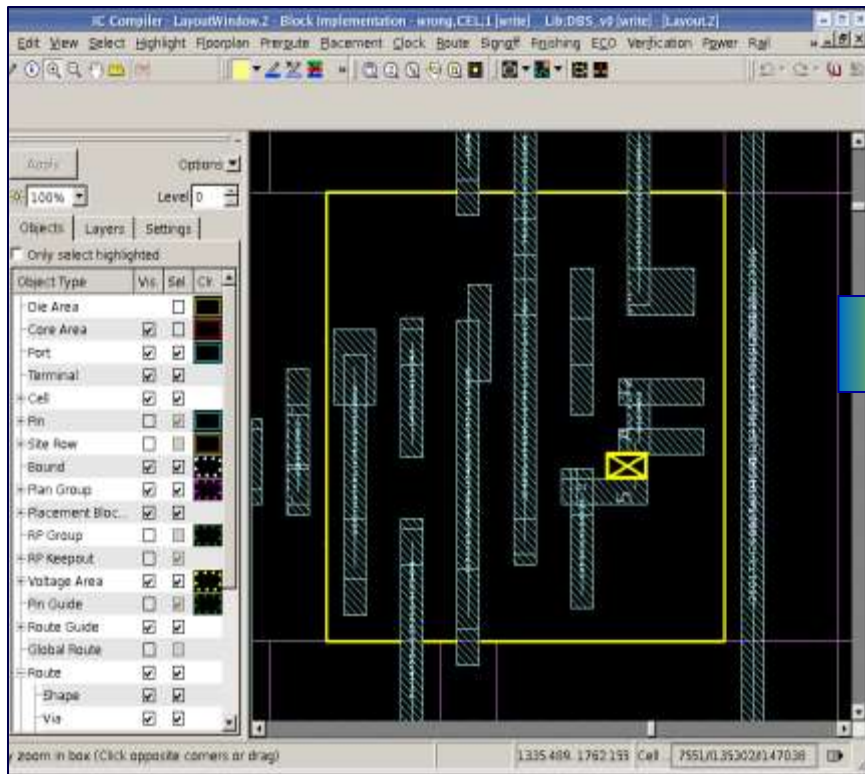 IC Compiler - LayoutWindow.2 - Block Implementation - wrong.CEL;1 [write] Lib:DBS_v0 [write] - [Layout.2]
Edit View Select Highlight Floorplan Preroute Placement Clock Route Signoff Finishing ECO Verification Power Rail
Apply Options
100% Level 0
Objects Layers Settings
Only select highlighted
Object Type Vis. Sel. Clr.
Die Area
Core Area
Port
Terminal
Cell
Pin
Site Row
Bound
Plan Group
Placement Bloc...
RP Group
RP Keepout
Voltage Area
Pin Guide
Route Guide
Global Route
Route
Shape
Via
zoom in box (Click opposite corners or drag) 1335.489, 1762.153 Cell